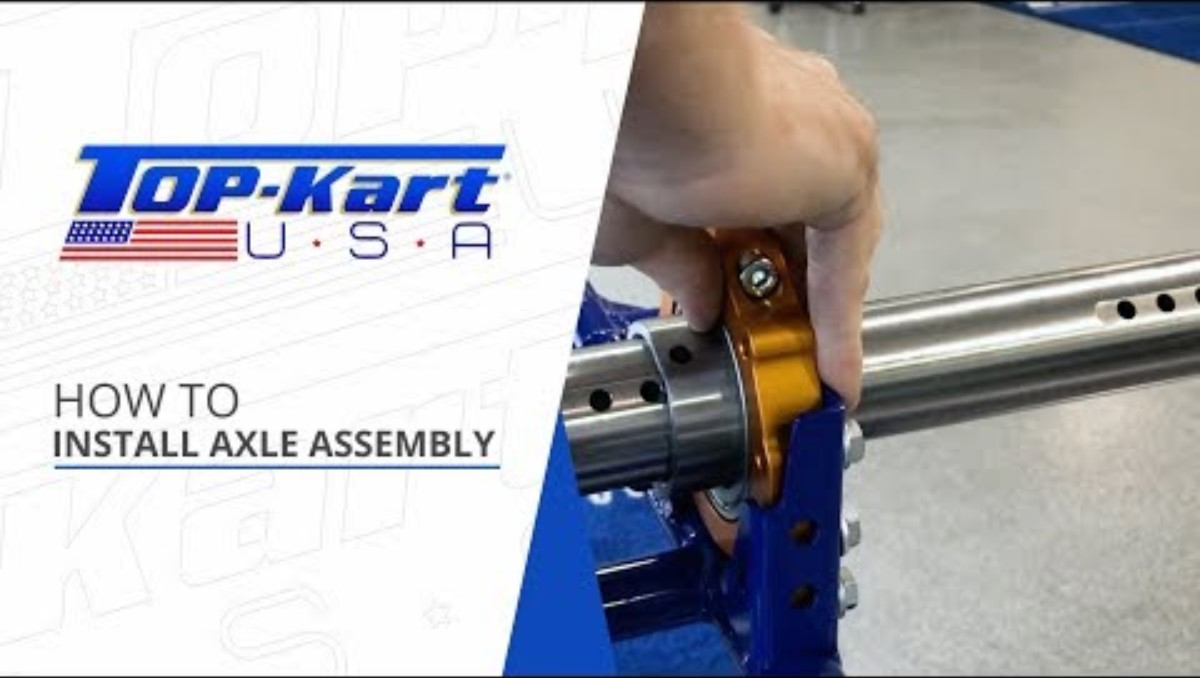 TOP-Kart
U·S·A
HOW TO
INSTALL AXLE ASSEMBLY